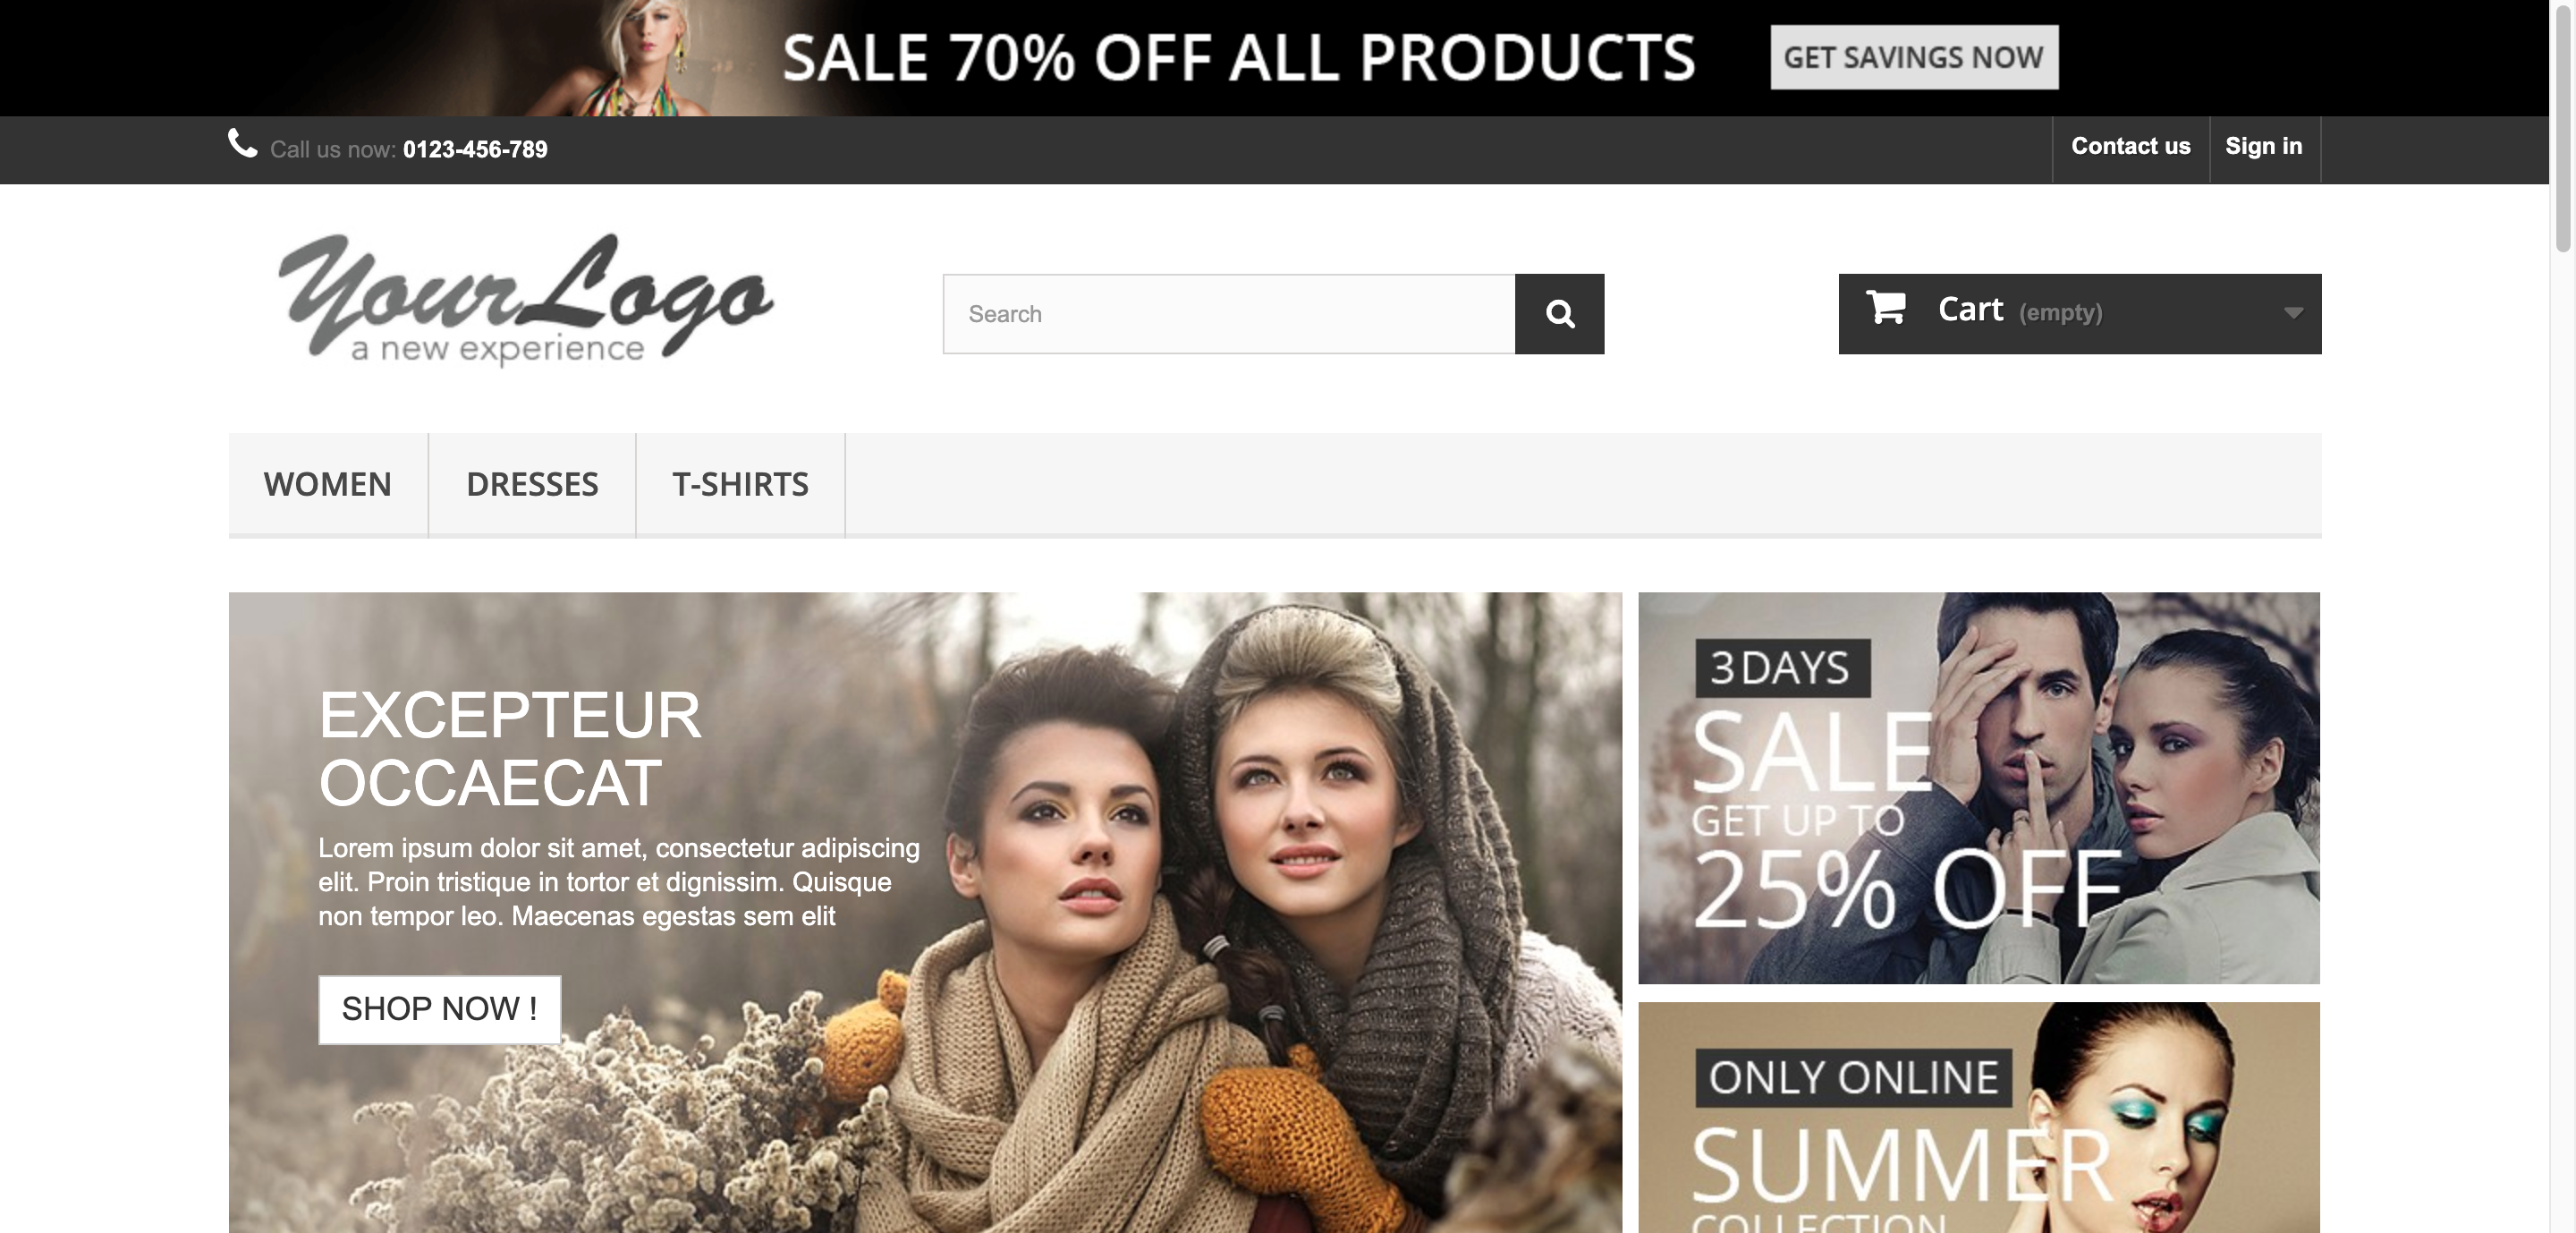 SALE 70% OFF ALL PRODUCTS
GET SAVINGS NOW
Call us now: 0123-456-789
Contact us
Sign in
YourLogo
a new experience
Search
Cart (empty)
WOMEN
DRESSES
T-SHIRTS
EXCEPTEUR
OCCAECAT
Lorem ipsum dolor sit amet, consectetur adipiscing
elit. Proin tristique in tortor et dignissim. Quisque
non tempor leo. Maecenas egestas sem elit
SHOP NOW !
3 DAYS
SALE
GET UP TO
25% OFF
ONLY ONLINE
SUMMER
COLLECTION